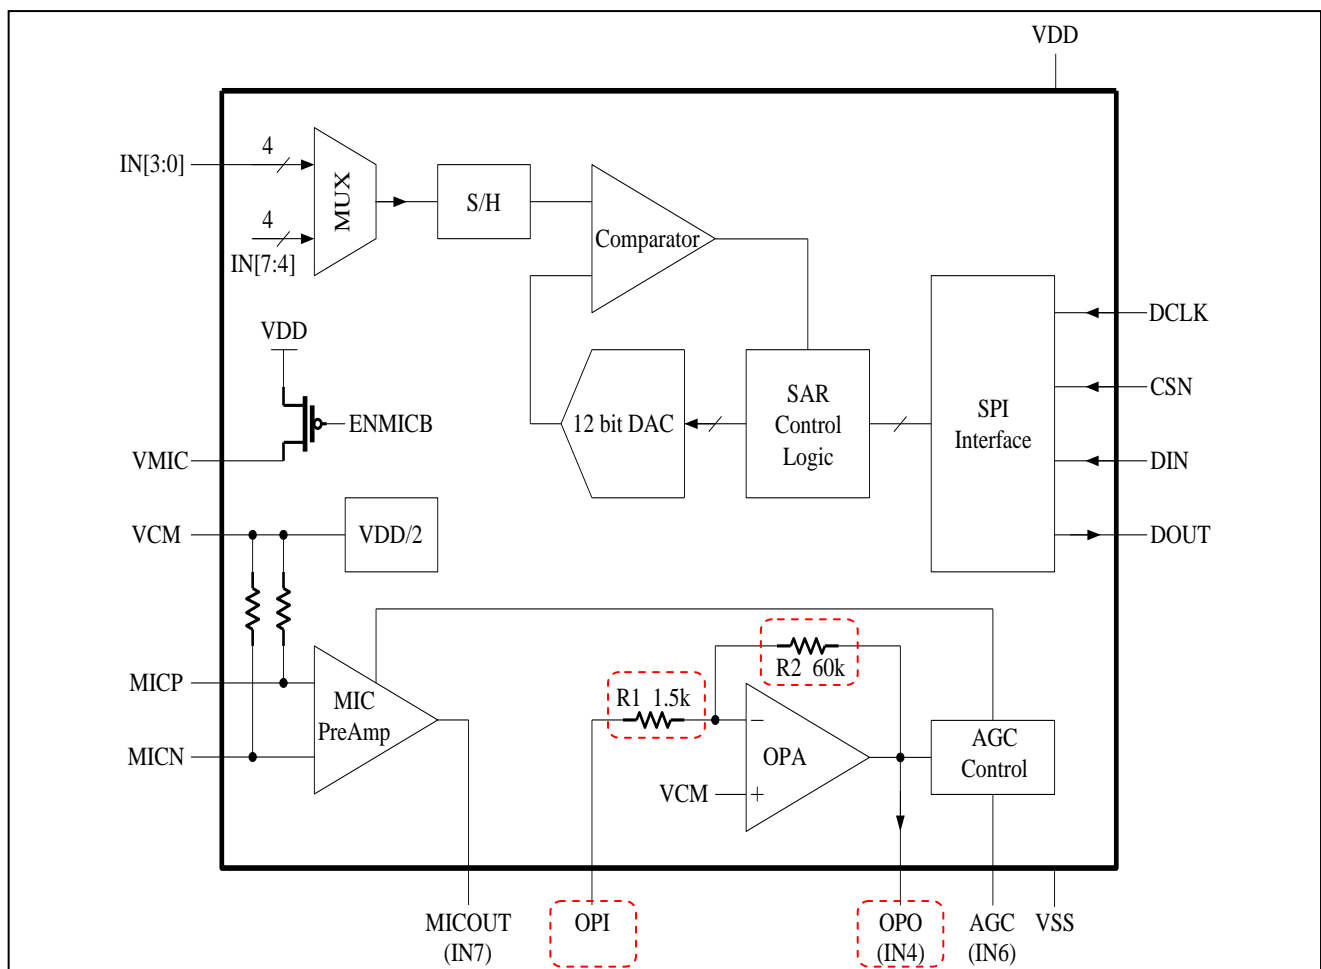 VDD
IN[3:0]
4
MUX
4
IN[7:4]
S/H
Comparator
VDD
ENMICB
VMIC
12 bit DAC
SAR
Control
Logic
SPI
Interface
DCLK
CSN
DIN
DOUT
VCM
VDD/2
MICP
MICN
MIC
PreAmp
R1 1.5k
R2 60k
−
OPA
VCM
+
AGC
Control
MICOUT
(IN7)
OPI
OPO
(IN4)
AGC
(IN6)
VSS